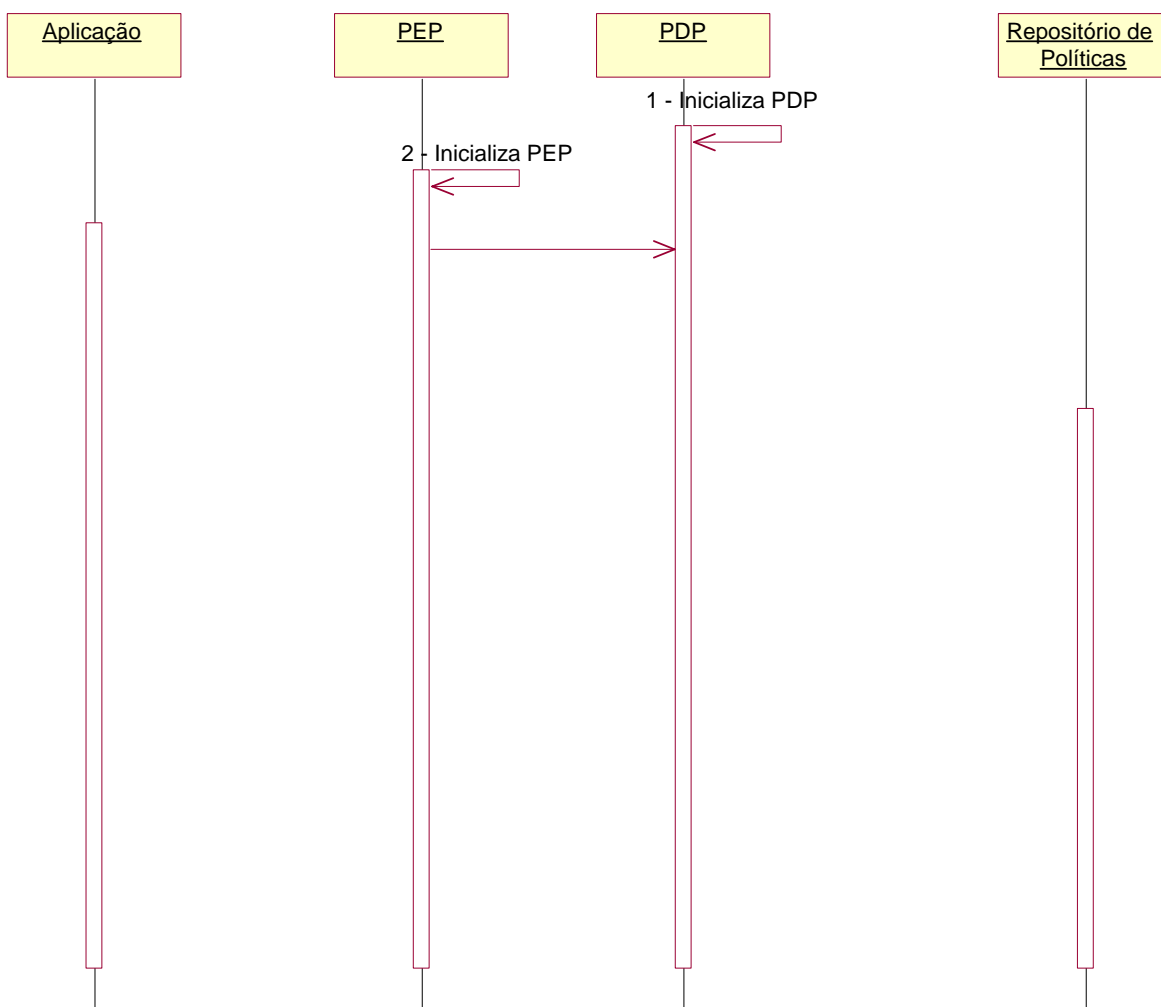 Aplicação
PEP
PDP
Repositório de
Políticas
1 - Inicializa PDP
2 - Inicializa PEP